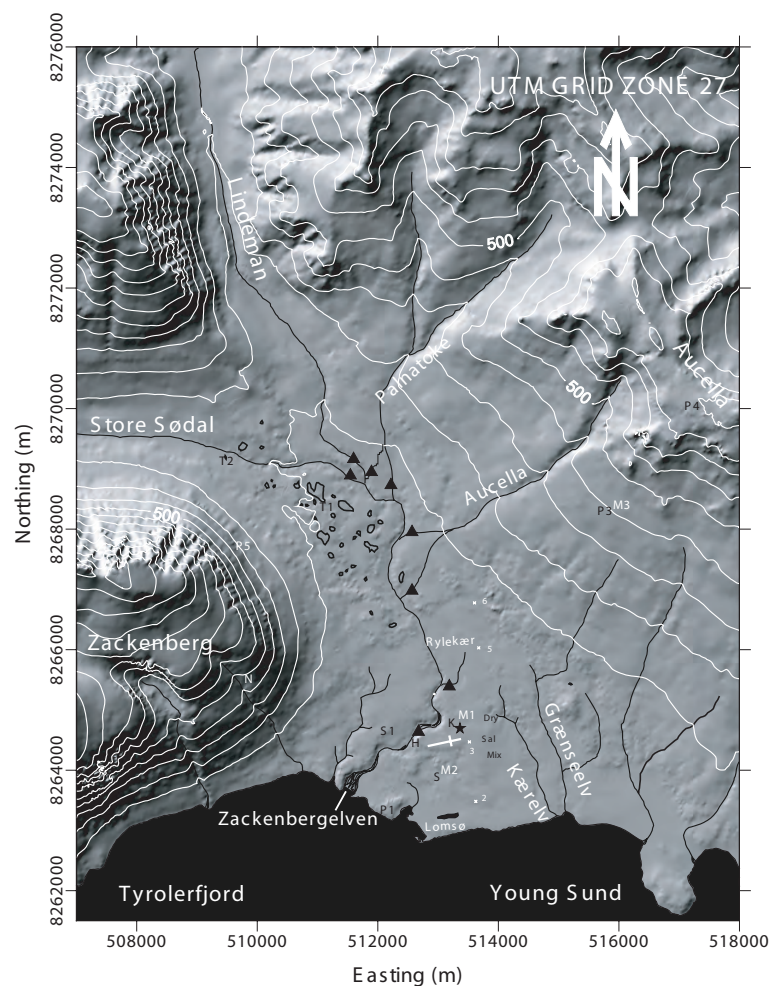 8276000
8274000
8272000
8270000
8268000
8266000
8264000
8262000
Northing (m)
UTM GRID ZONE 27
N
Lindeman
500
Palnatoke
500
Aucella
P4
Store Sødal
T2
T1
Aucella
P3
M3
500
P5
6
Rylekær
5
Zackenberg
N
M1
K
Dry
S1
H
Sal
3
Mix
M2
S
Grænseelv
Kærelv
2
P1
Zackenbergelven
Lomsø
Tyrolerfjord
Young Sund
508000
510000
512000
514000
516000
518000
Easting (m)